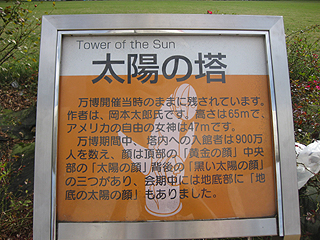 Tower of the Sun
太陽の塔
万博開催当時のままに残されています。
作者は、岡本太郎氏です。高さは65mで、
アメリカの自由の女神は47mです。
万博期間中、塔内への入館者は900万
人を数え、顔は頂部の「黄金の顔」中央
部の「太陽の顔」背後の「黒い太陽の顔」
の三つがあり、会期中には地底部に「地
底の太陽の顔」もありました。